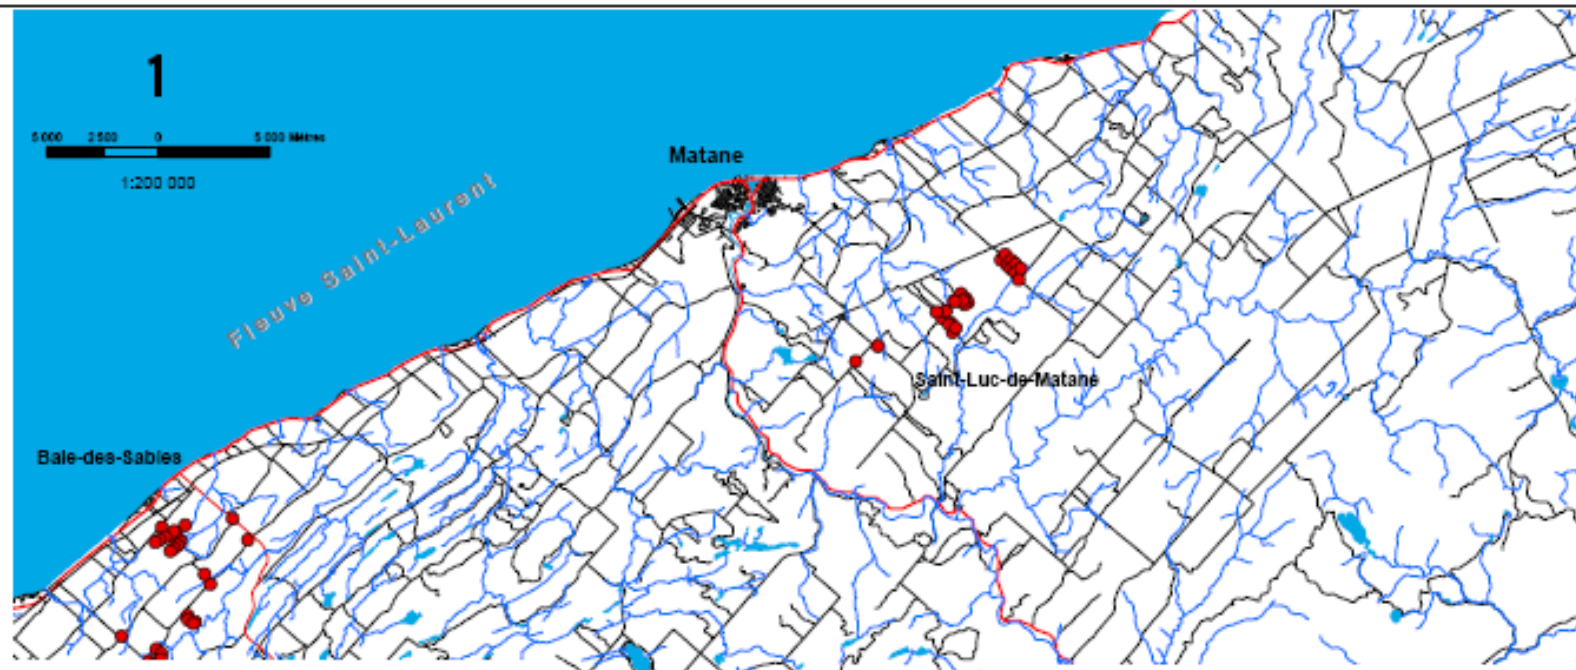 1
5 000 2 500 0 5 000 Mètres
1:200 000
Matane
Fleuve Saint-Laurent
Saint-Luc-de-Matane
Baie-des-Sables